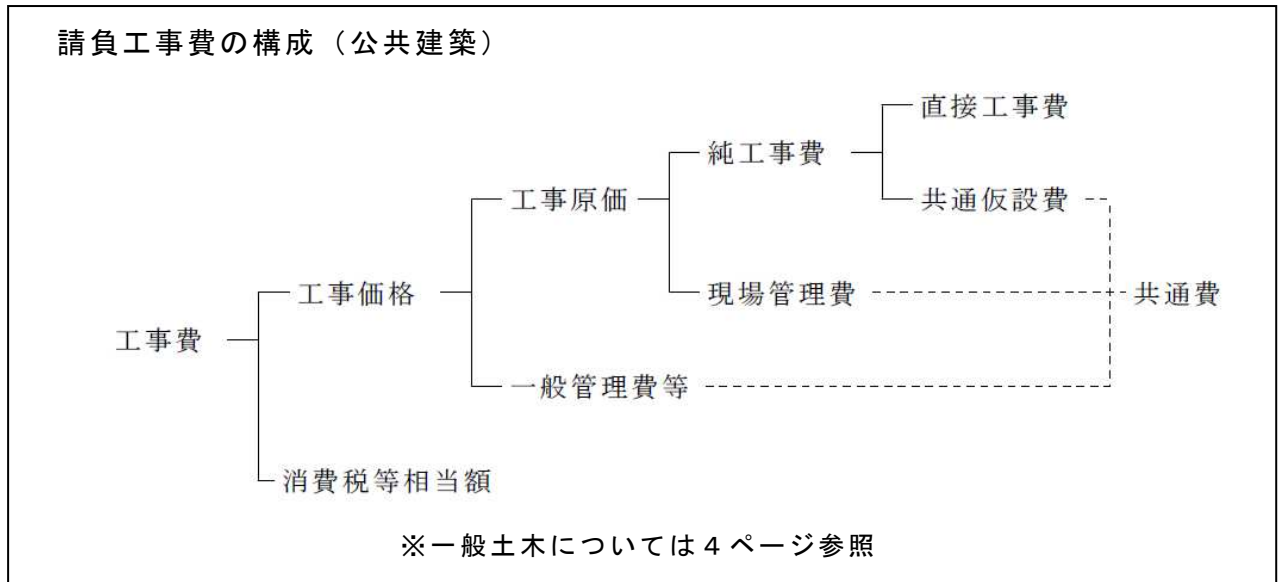 請負工事費の構成（公共建築）
直接工事費
純工事費
工事原価
共通仮設費
工事価格
現場管理費
共通費
工事費
一般管理費等
消費税等相当額
※一般土木については４ページ参照